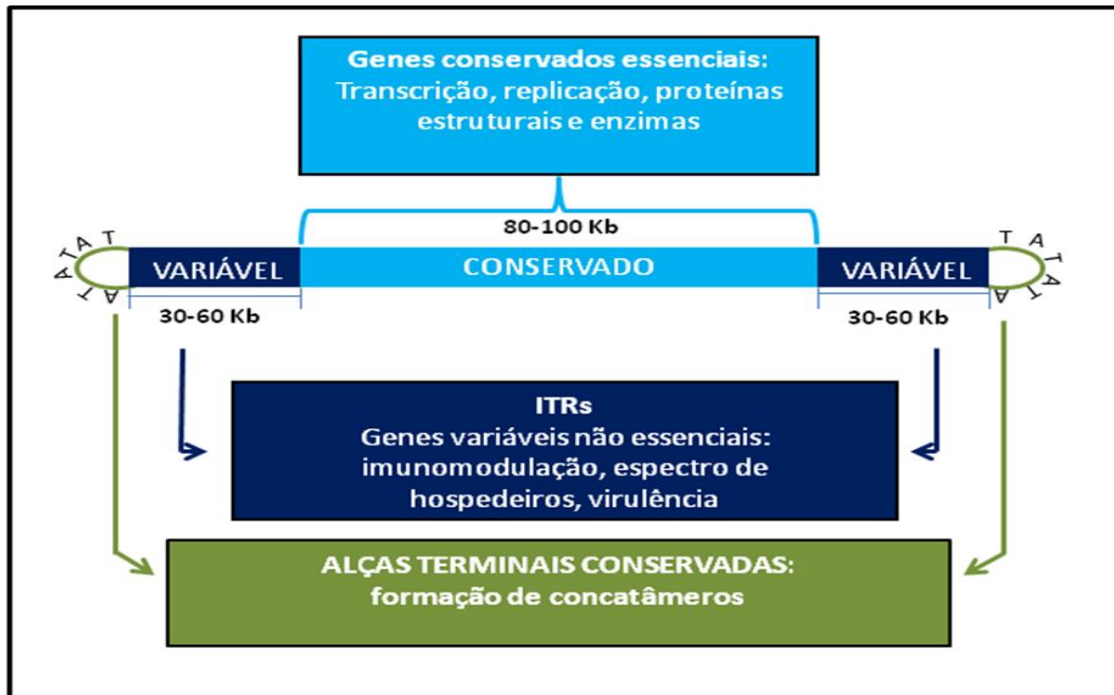 Genes conservados essenciais:
Transcrição, replicação, proteínas
estruturais e enzimas
80-100 Kb
A T A T A T
VARIÁVEL
CONSERVADO
VARIÁVEL
T A T A T A
30-60 Kb
30-60 Kb
ITRs
Genes variáveis não essenciais:
imunomodulação, espectro de
hospedeiros, virulência
ALÇAS TERMINAIS CONSERVADAS:
formação de concatâmeros